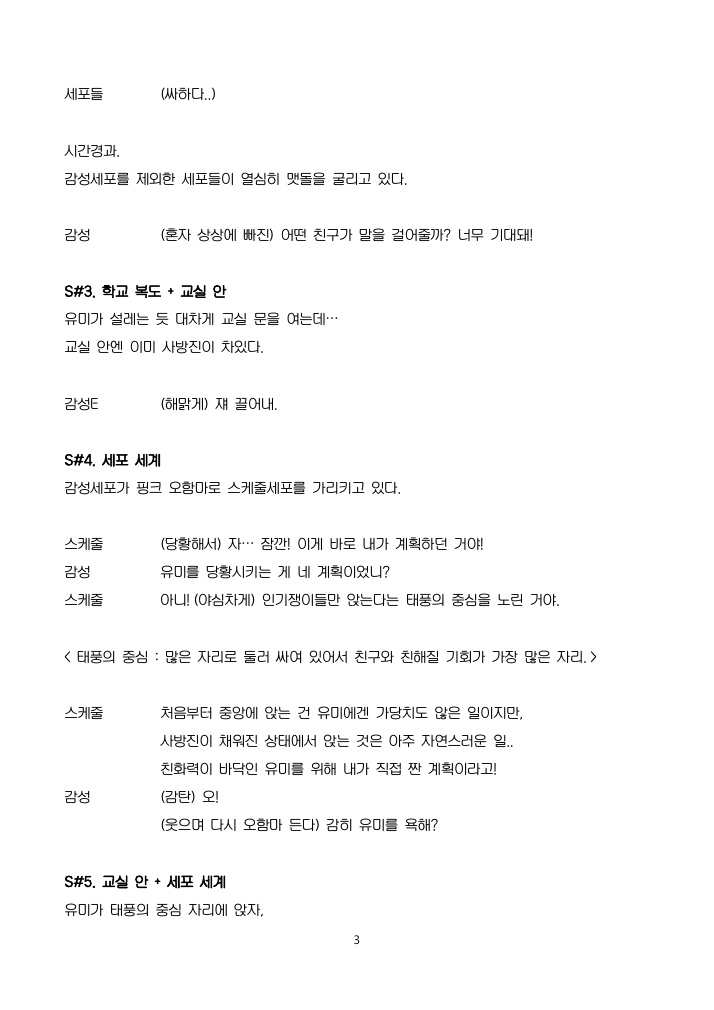 세포들 (싸하다..)
시간경과.
감성세포를 제외한 세포들이 열심히 맷돌을 굴리고 있다.
감성 (혼자 상상에 빠진) 어떤 친구가 말을 걸어줄까? 너무 기대돼!
S#3. 학교 복도 + 교실 안
유미가 설레는 듯 대차게 교실 문을 여는데…
교실 안엔 이미 사방진이 차있다.
감성E (해맑게) 쟤 끌어내.
S#4. 세포 세계
감성세포가 핑크 오함마로 스케줄세포를 가리키고 있다.
스케줄 (당황해서) 자… 잠깐! 이게 바로 내가 계획하던 거야!
감성 유미를 당황시키는 게 네 계획이었니?
스케줄 아니! (야심차게) 인기쟁이들만 앉는다는 태풍의 중심을 노린 거야.
< 태풍의 중심 : 많은 자리로 둘러 싸여 있어서 친구와 친해질 기회가 가장 많은 자리. >
스케줄 처음부터 중앙에 앉는 건 유미에겐 가당치도 않은 일이지만,
사방진이 채워진 상태에서 앉는 것은 아주 자연스러운 일..
친화력이 바닥인 유미를 위해 내가 직접 짠 계획이라고!
감성 (감탄) 오!
(웃으며 다시 오함마 든다) 감히 유미를 욕해?
S#5. 교실 안 + 세포 세계
유미가 태풍의 중심 자리에 앉자,
3